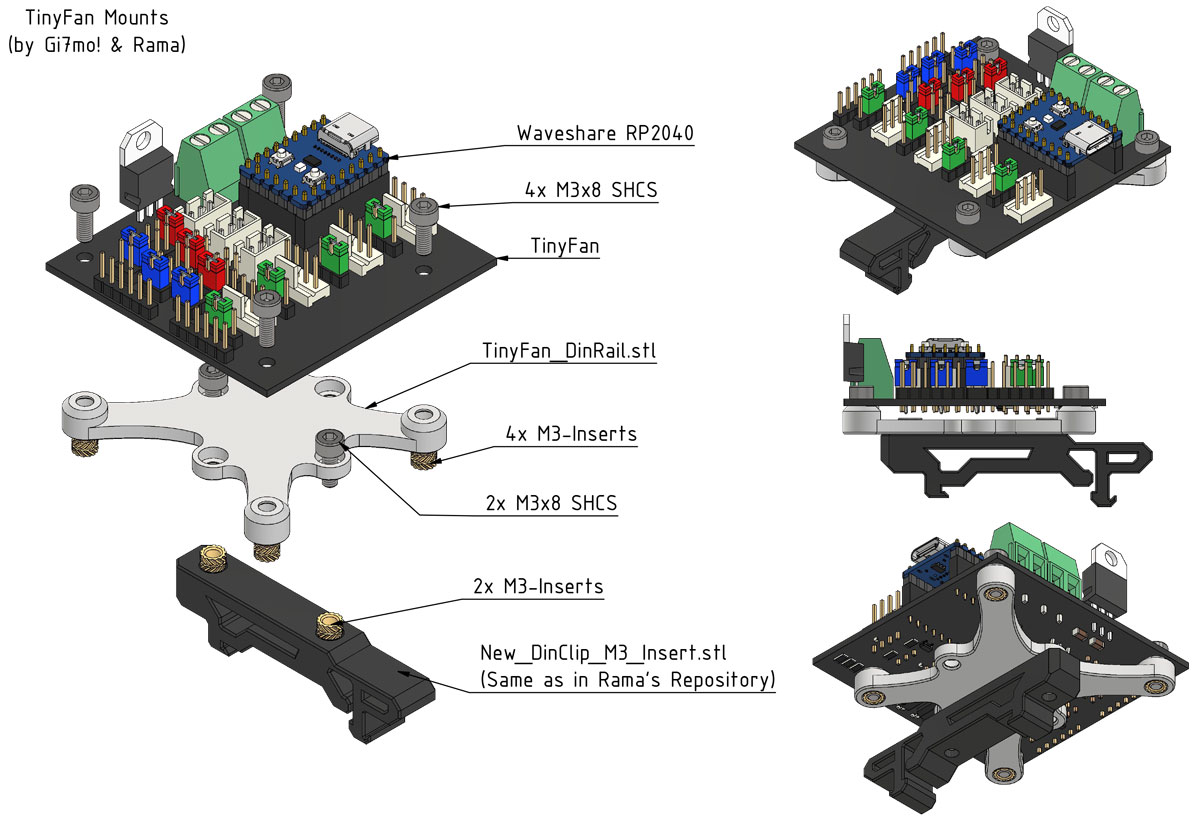 TinyFan Mounts
(by Gi7mo! & Rama)
Waveshare RP2040
4x M3x8 SHCS
TinyFan
TinyFan_DinRail.stl
4x M3-Inserts
2x M3x8 SHCS
2x M3-Inserts
New_DinClip_M3_Insert.stl
(Same as in Rama's Repository)